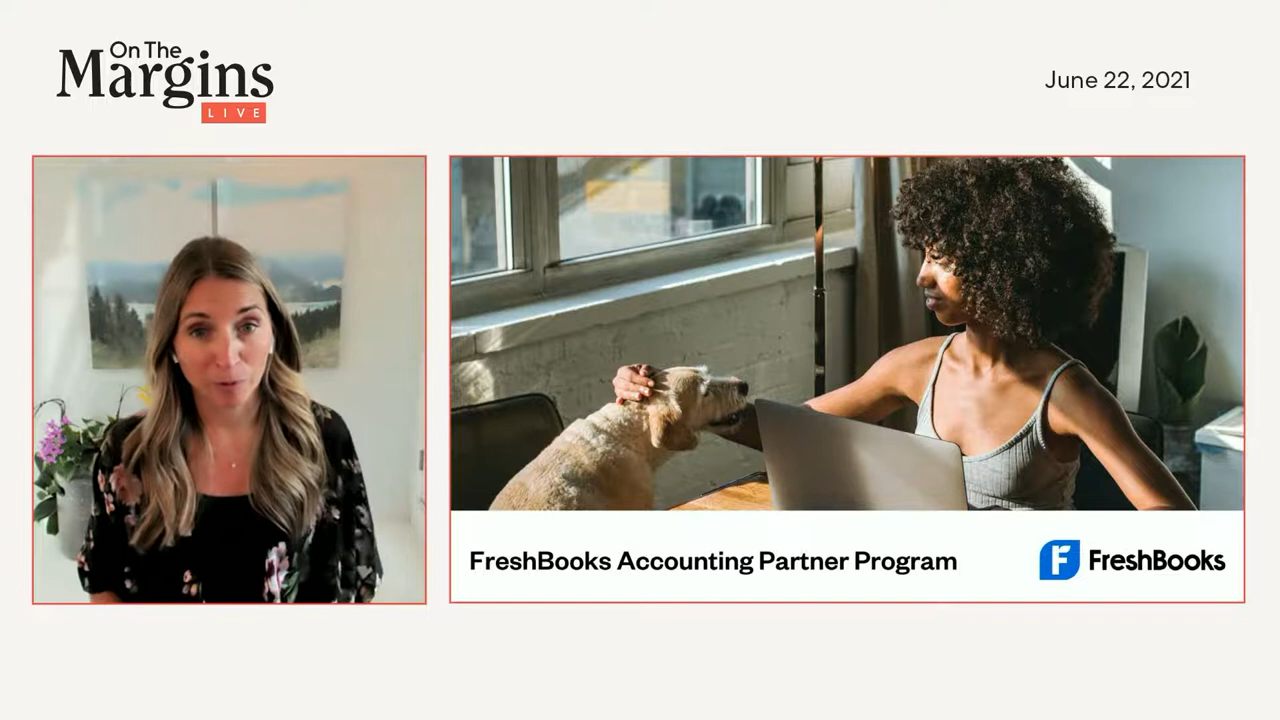 On The
Margins
LIVE
June 22, 2021
FreshBooks Accounting Partner Program
FreshBooks